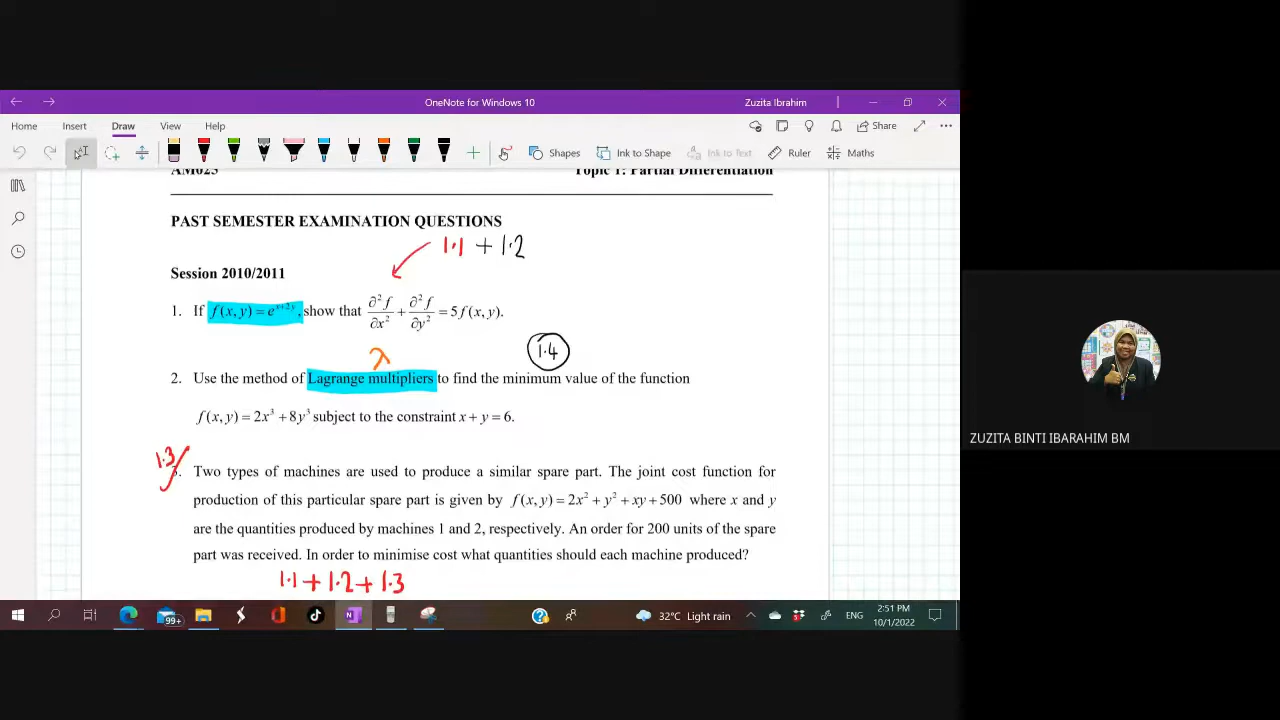 OneNote for Windows 10
Zuzita Ibrahim
Home Insert Draw View Help
Share
Shapes Ink to Shape Ink to Text Ruler Maths
AM025 Topic 1: Partial Differentiation
PAST SEMESTER EXAMINATION QUESTIONS
1.1 + 1.2
Session 2010/2011
1. If f(x, y) = e^{x+2y}, show that ∂²f/∂x² + ∂²f/∂y² = 5f(x, y).
λ 1.4
2. Use the method of Lagrange multipliers to find the minimum value of the function
f(x, y) = 2x³ + 8y³ subject to the constraint x + y = 6.
1.3
3. Two types of machines are used to produce a similar spare part. The joint cost function for
production of this particular spare part is given by f(x, y) = 2x² + y² + xy + 500 where x and y
are the quantities produced by machines 1 and 2, respectively. An order for 200 units of the spare
part was received. In order to minimise cost what quantities should each machine produced?
1.1 + 1.2 + 1.3
99+
32°C Light rain
ENG
2:51 PM
10/1/2022
ZUZITA BINTI IBARAHIM BM